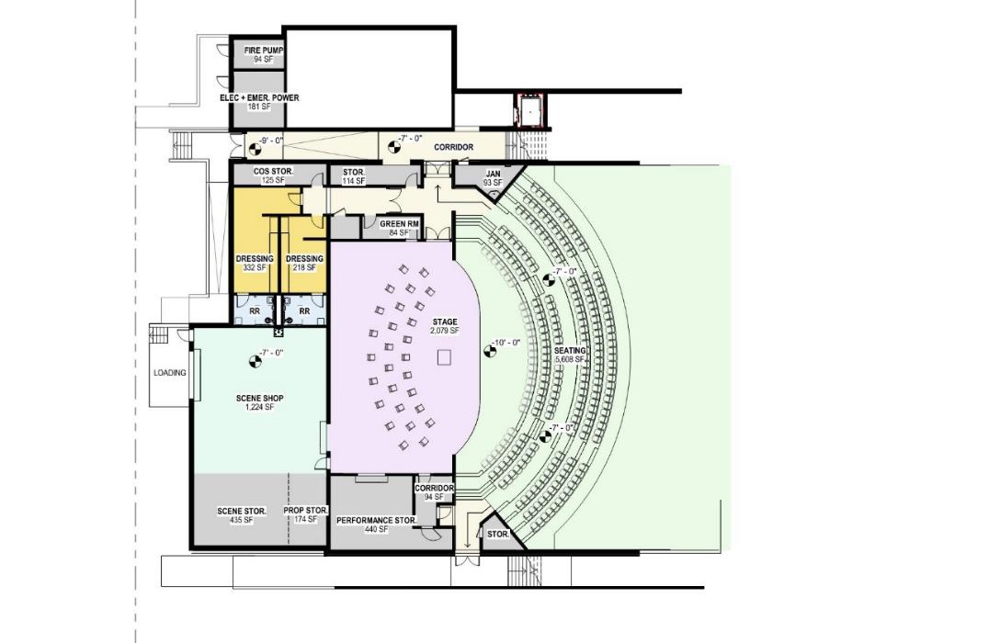 FIRE PUMP
94 SF
ELEC + EMER. POWER
181 SF
-9' - 0"
-7' - 0"
CORRIDOR
COS STOR.
125 SF
STOR.
114 SF
JAN
93 SF
GREEN RM
84 SF
DRESSING
332 SF
DRESSING
218 SF
-7' - 0"
RR
RR
STAGE
2,079 SF
-10' - 0"
SEATING
5,608 SF
-7' - 0"
LOADING
SCENE SHOP
1,224 SF
-7' - 0"
CORRIDOR
94 SF
SCENE STOR.
435 SF
PROP STOR.
174 SF
PERFORMANCE STOR.
440 SF
STOR.